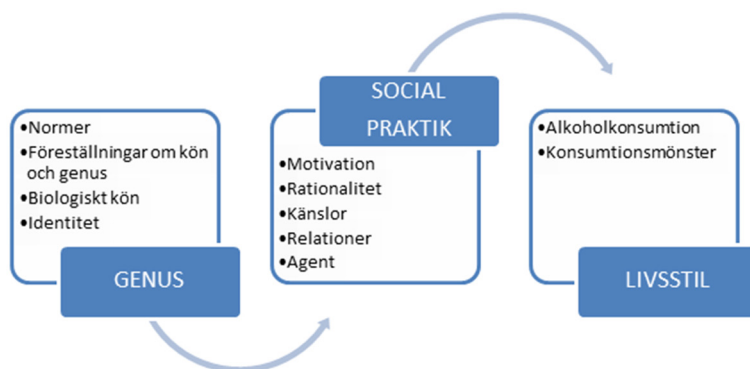 •Normer
•Föreställningar om kön
och genus
•Biologiskt kön
•Identitet
GENUS
SOCIAL
PRAKTIK
•Motivation
•Rationalitet
•Känslor
•Relationer
•Agent
•Alkoholkonsumtion
•Konsumtionsmönster
LIVSSTIL